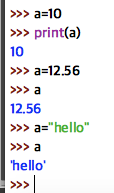 >>> a=10
>>> print(a)
10
>>> a=12.56
>>> a
12.56
>>> a="hello"
>>> a
'hello'
>>>